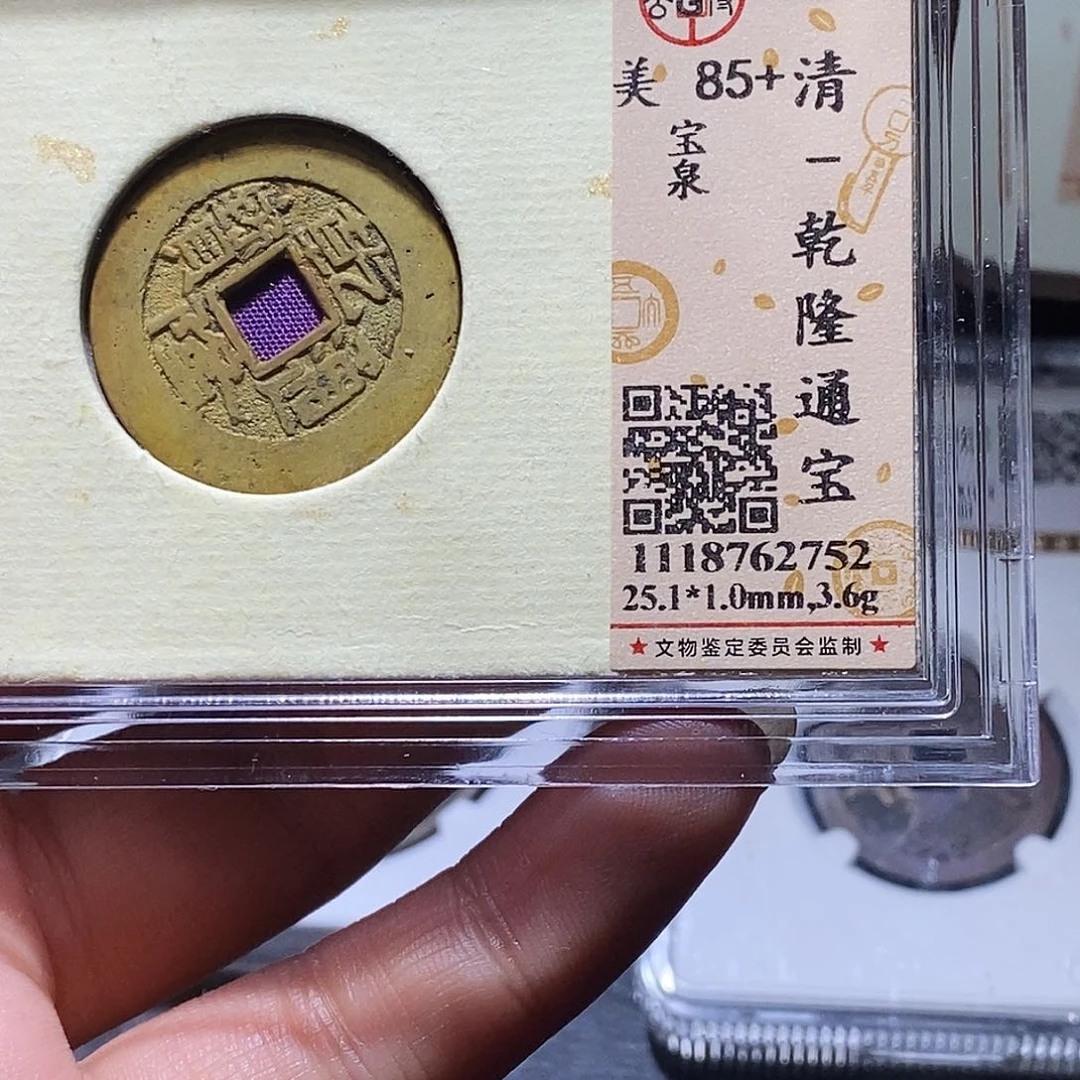 美 85+
宝泉
清—乾隆通宝
1118762752
25.1*1.0mm,3.6g
★文物鉴定委员会监制★